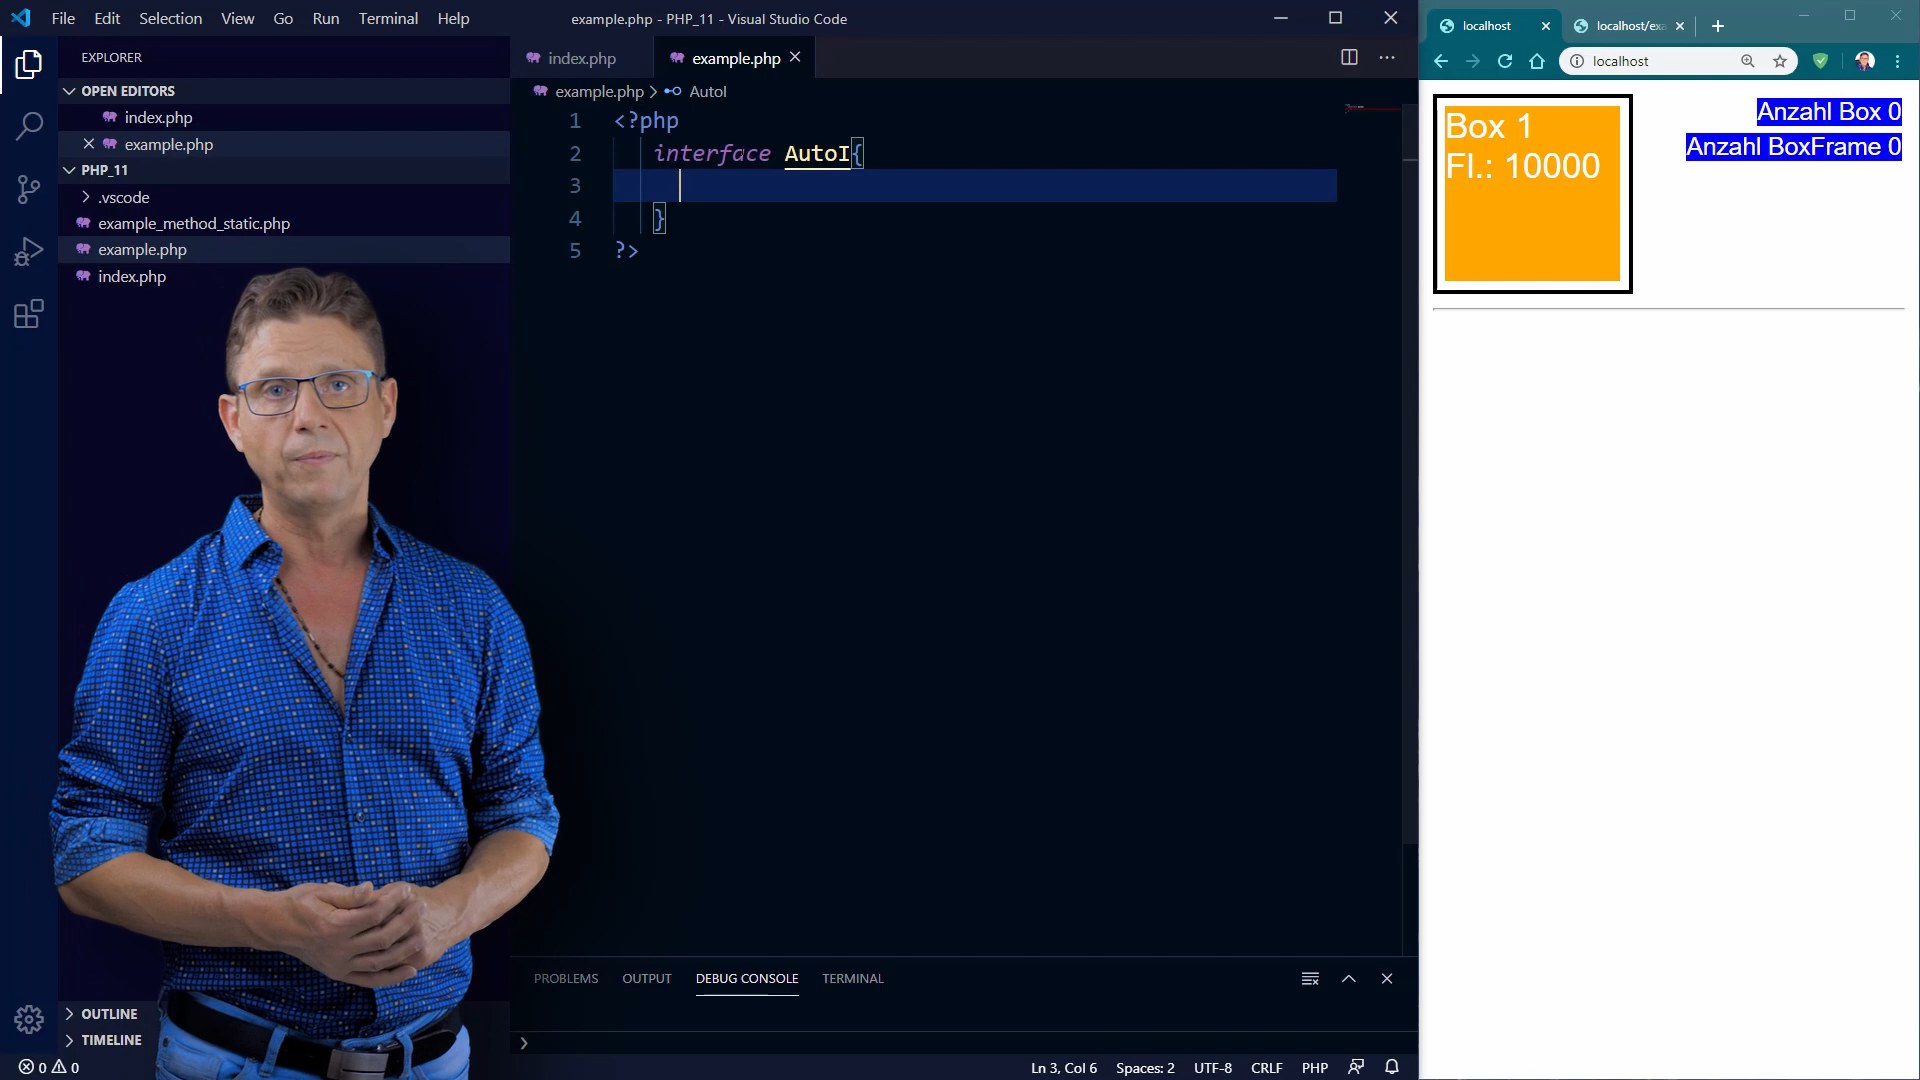 File Edit Selection View Go Run Terminal Help
example.php - PHP_11 - Visual Studio Code
EXPLORER
OPEN EDITORS
index.php
example.php
PHP_11
.vscode
example_method_static.php
example.php
index.php
OUTLINE
TIMELINE
index.php
example.php
example.php
AutoI
1 <?php
2 interface AutoI{
3
4 }
5 ?>
PROBLEMS OUTPUT DEBUG CONSOLE TERMINAL
0 0
Ln 3, Col 6 Spaces: 2 UTF-8 CRLF PHP
localhost
localhost/exa
localhost
Box 1
Fl.: 10000
Anzahl Box 0
Anzahl BoxFrame 0